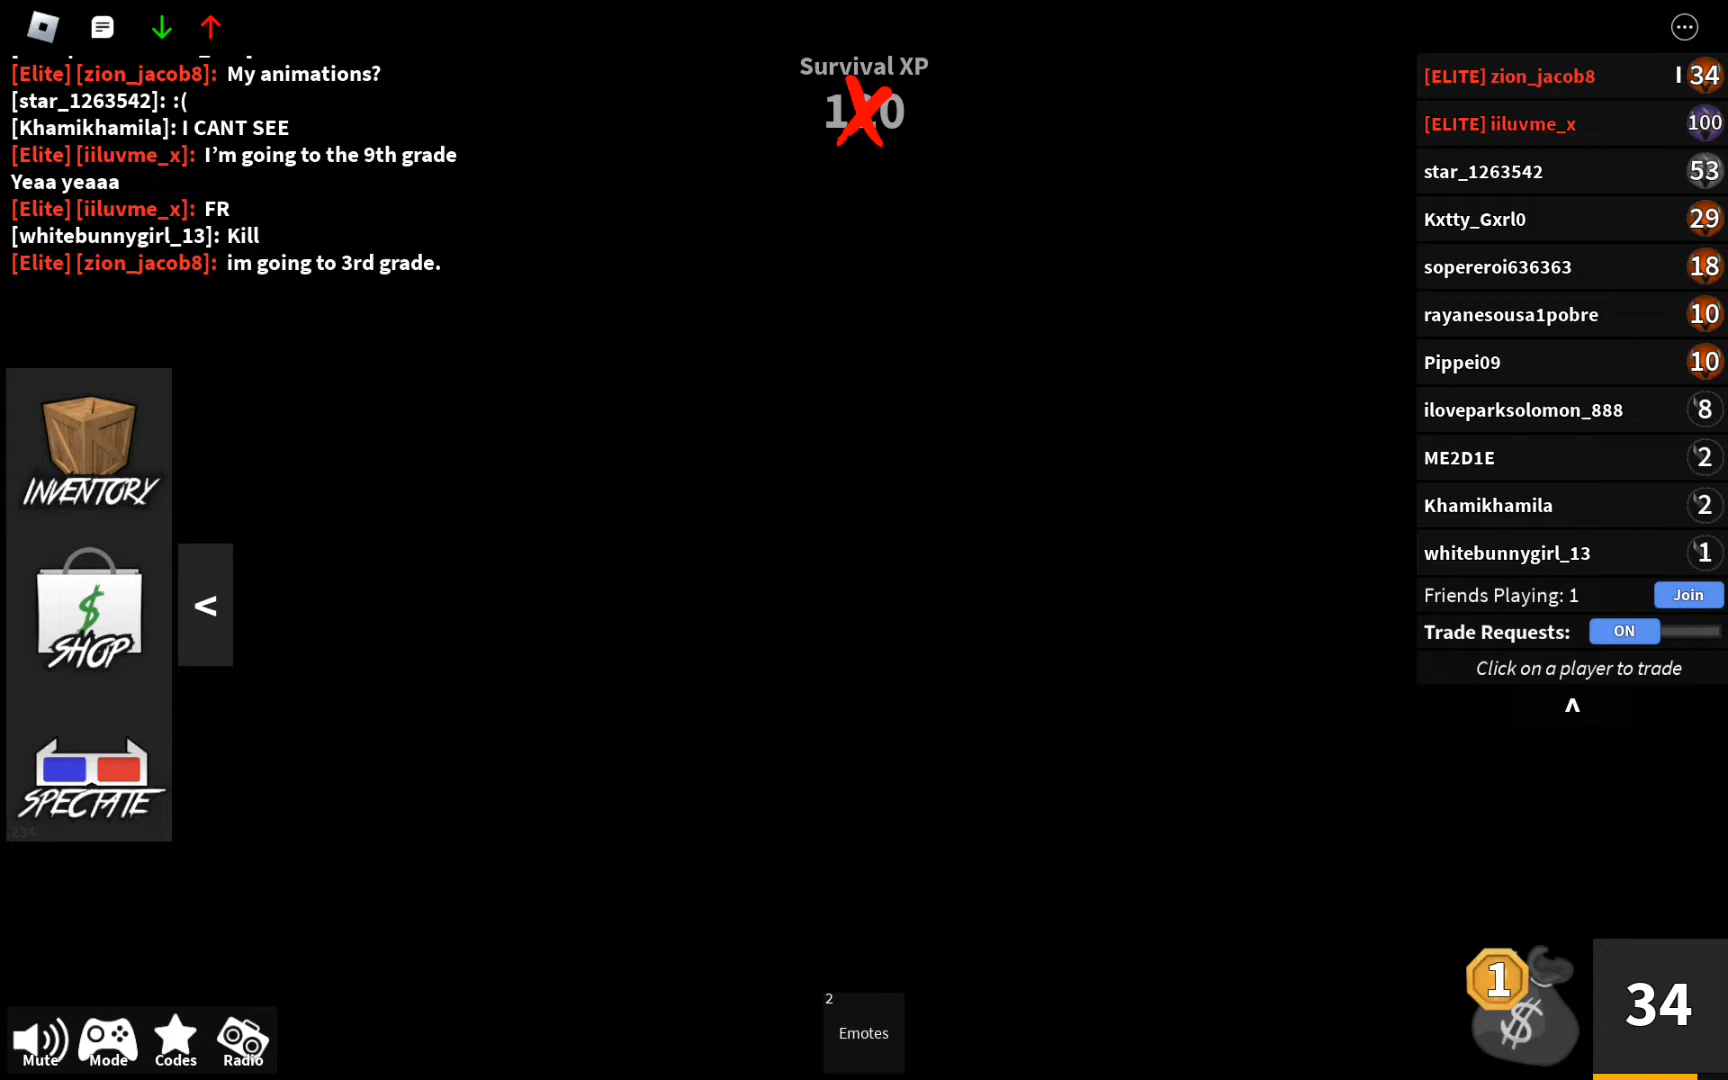 [Elite] [zion_jacob8]: My animations?
[star_1263542]: :(
[Khamikhamila]: I CANT SEE
[Elite] [iiluvme_x]: I’m going to the 9th grade
Yeaa yeaaa
[Elite] [iiluvme_x]: FR
[whitebunnygirl_13]: Kill
[Elite] [zion_jacob8]: im going to 3rd grade.
Survival XP
[ELITE] zion_jacob8 I 34
[ELITE] iiluvme_x 100
star_1263542 53
Kxtty_Gxrl0 29
sopereroi636363 18
rayanesousa1pobre 10
Pippei09 10
iloveparksolomon_888 8
ME2D1E 2
Khamikhamila 2
whitebunnygirl_13 1
Friends Playing: 1 Join
Trade Requests: ON
Click on a player to trade
^
INVENTORY
$
SHOP
<
SPECTATE
234
Mute Mode Codes Radio
2
Emotes
1
$
34